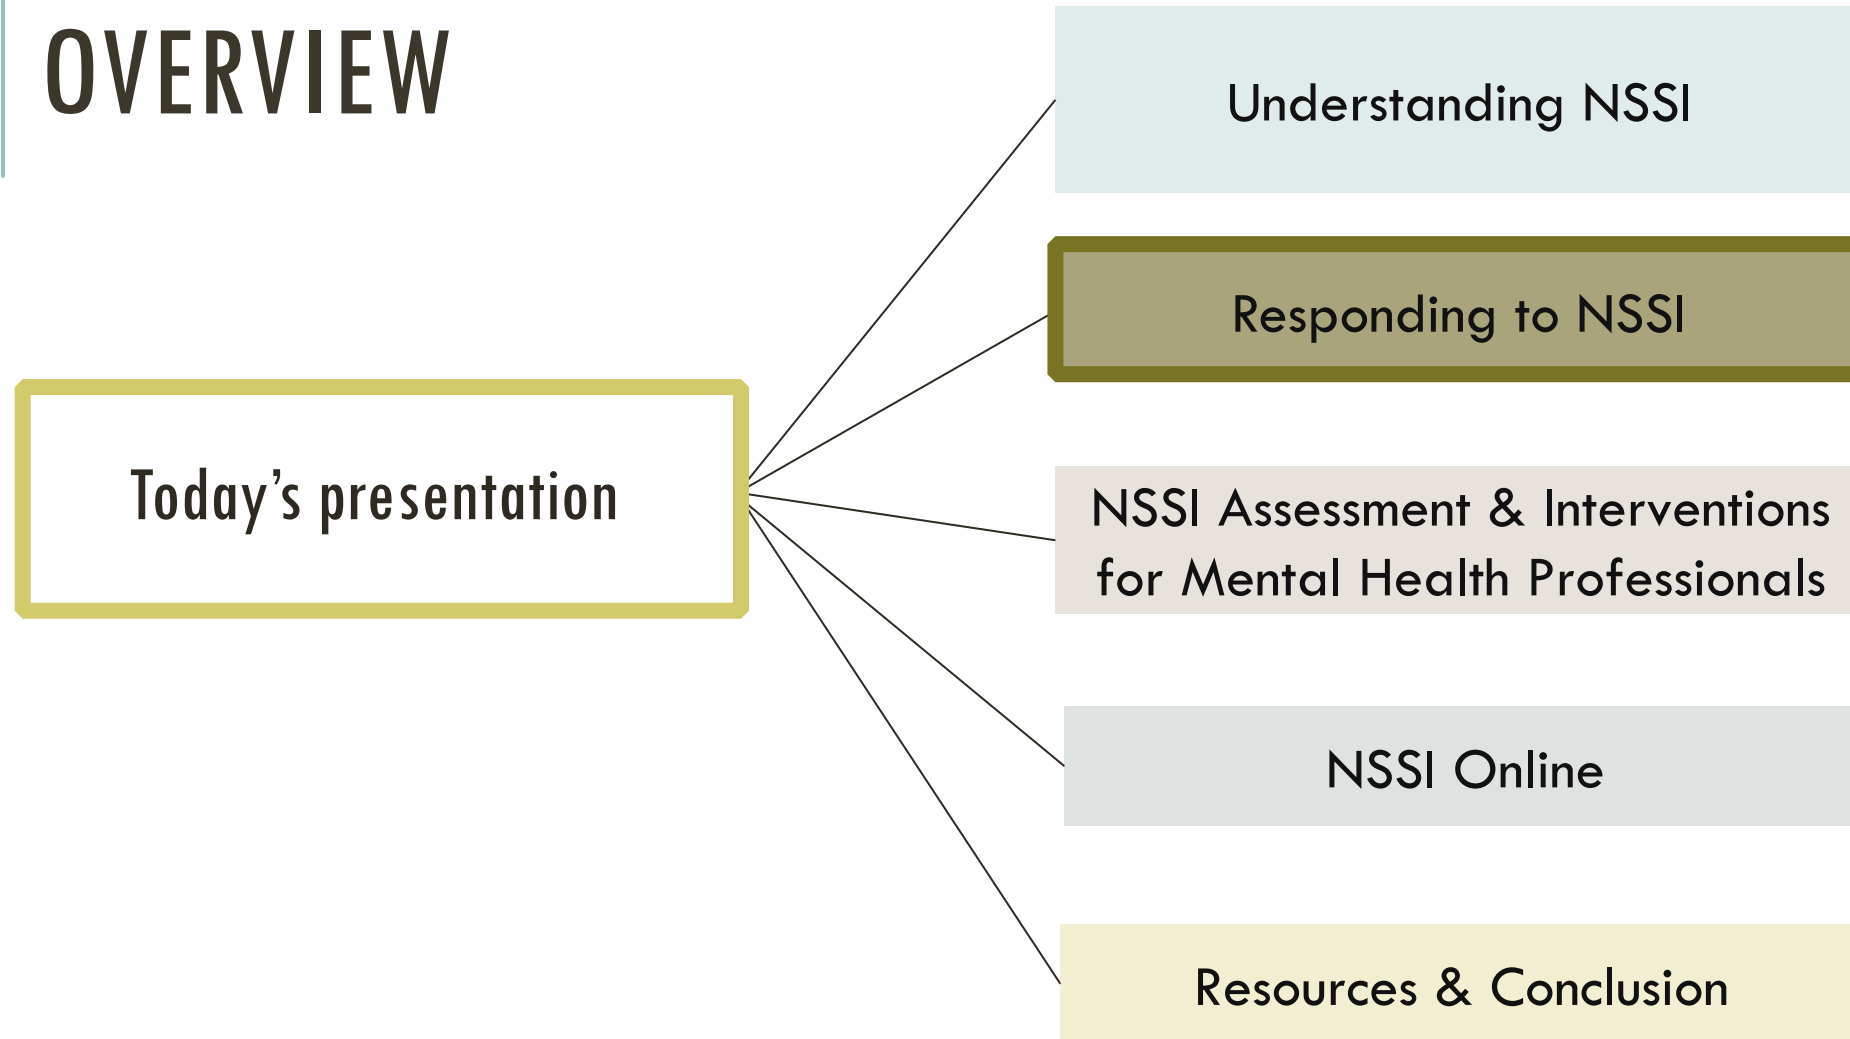 OVERVIEW
Understanding NSSI
Responding to NSSI
Today’s presentation
NSSI Assessment & Interventions
for Mental Health Professionals
NSSI Online
Resources & Conclusion